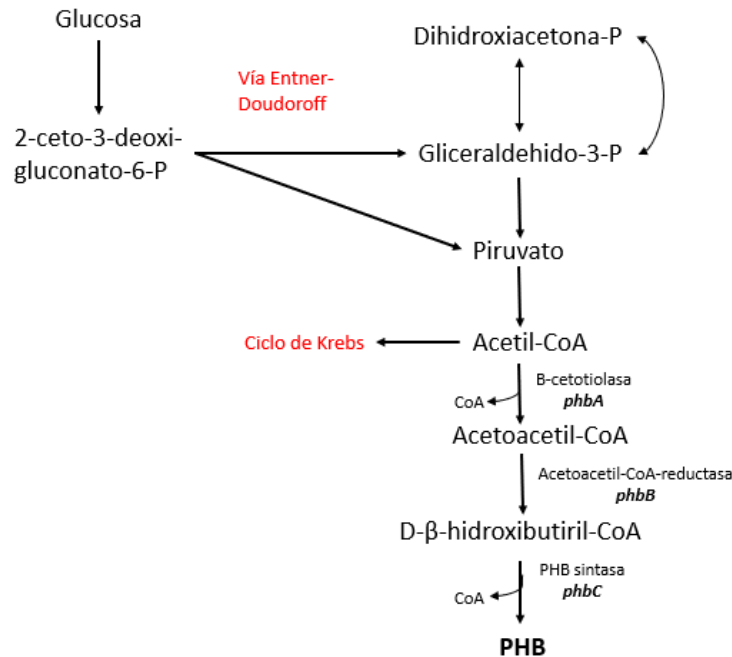 Glucosa
Dihidroxiacetona-P
Vía Entner-
Doudoroff
2-ceto-3-deoxi-
gluconato-6-P
Gliceraldehido-3-P
Piruvato
Ciclo de Krebs
Acetil-CoA
B-cetotiolasa
phbA
CoA
Acetoacetil-CoA
Acetoacetil-CoA-reductasa
phbB
D-β-hidroxibutiril-CoA
PHB sintasa
phbC
CoA
PHB